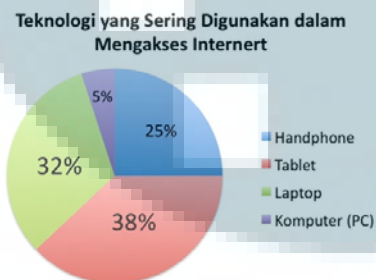 Teknologi yang Sering Digunakan dalam
Mengakses Internert
5%
25%
32%
38%
Handphone
Tablet
Laptop
Komputer (PC)